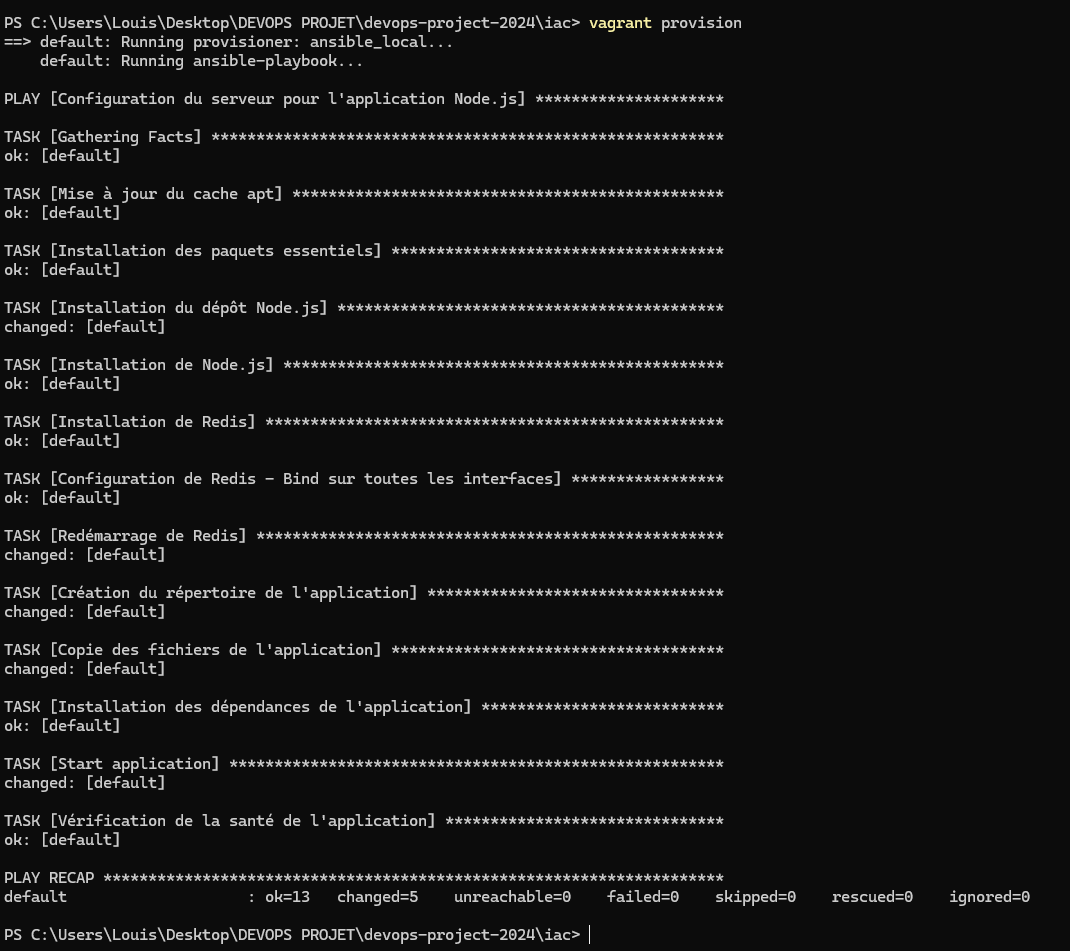 PS C:\Users\Louis\Desktop\DEVOPS PROJET\devops-project-2024\iac> vagrant provision
==> default: Running provisioner: ansible_local...
    default: Running ansible-playbook...

PLAY [Configuration du serveur pour l'application Node.js] *********************

TASK [Gathering Facts] *********************************************************
ok: [default]

TASK [Mise à jour du cache apt] ************************************************
ok: [default]

TASK [Installation des paquets essentiels] *************************************
ok: [default]

TASK [Installation du dépôt Node.js] *******************************************
changed: [default]

TASK [Installation de Node.js] *************************************************
ok: [default]

TASK [Installation de Redis] ***************************************************
ok: [default]

TASK [Configuration de Redis - Bind sur toutes les interfaces] *****************
ok: [default]

TASK [Redémarrage de Redis] ****************************************************
changed: [default]

TASK [Création du répertoire de l'application] *********************************
changed: [default]

TASK [Copie des fichiers de l'application] *************************************
changed: [default]

TASK [Installation des dépendances de l'application] ***************************
ok: [default]

TASK [Start application] *******************************************************
changed: [default]

TASK [Vérification de la santé de l'application] *******************************
ok: [default]

PLAY RECAP *********************************************************************
default                    : ok=13   changed=5    unreachable=0    failed=0    skipped=0    rescued=0    ignored=0

PS C:\Users\Louis\Desktop\DEVOPS PROJET\devops-project-2024\iac>